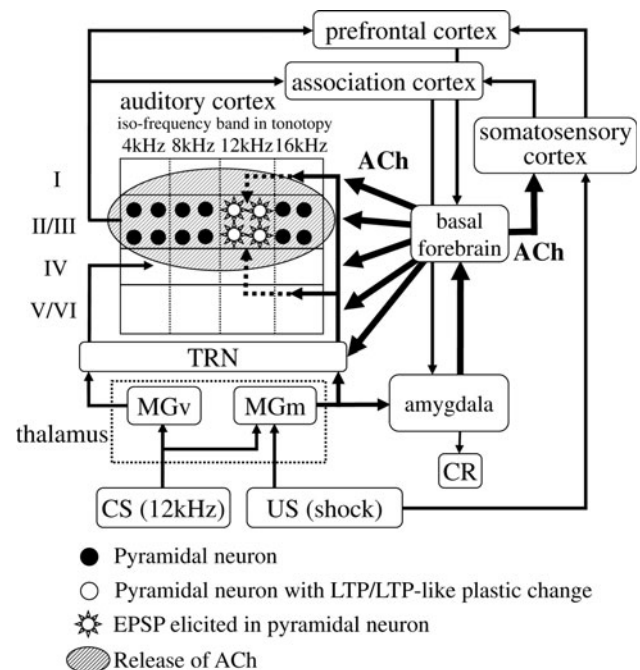 prefrontal cortex
association cortex
auditory cortex
iso-frequency band in tonotopy
4kHz 8kHz 12kHz 16kHz
somatosensory
cortex
ACh
I
II/III
IV
V/VI
basal
forebrain
ACh
TRN
MGv
MGm
amygdala
thalamus
CR
CS (12kHz)
US (shock)
Pyramidal neuron
Pyramidal neuron with LTP/LTP-like plastic change
EPSP elicited in pyramidal neuron
Release of ACh